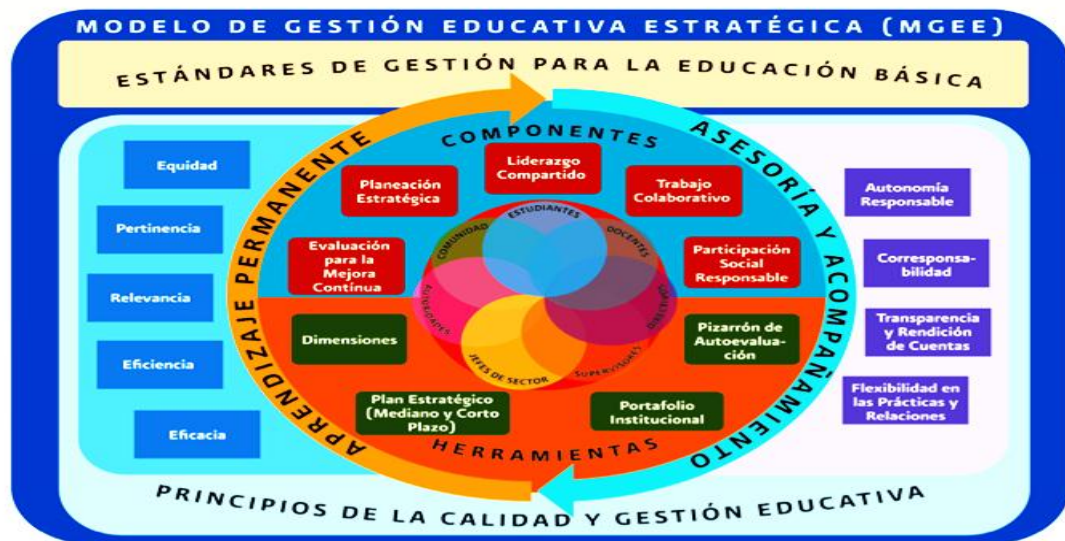 MODELO DE GESTIÓN EDUCATIVA ESTRATÉGICA (MGEE)
ESTÁNDARES DE GESTIÓN PARA LA EDUCACIÓN BÁSICA
APRENDIZAJE PERMANENTE
ASESORÍA Y ACOMPAÑAMIENTO
Equidad
Pertinencia
Relevancia
Eficiencia
Eficacia
COMPONENTES
Evaluación
para la
Mejora
Contínua
Planeación
Estratégica
Liderazgo
Compartido
Trabajo
Colaborativo
Participación
Social
Responsable
COMUNIDAD
ESTUDIANTES
DOCENTES
DIRECTORES
SUPERVISORES
JEFES DE SECTOR
AUTORIDADES
Dimensiones
Plan Estratégico
(Mediano y Corto
Plazo)
Portafolio
Institucional
Pizarrón de
Autoevalua-
ción
HERRAMIENTAS
Autonomía
Responsable
Corresponsa-
bilidad
Transparencia
y Rendición
de Cuentas
Flexibilidad en
las Prácticas y
Relaciones
PRINCIPIOS DE LA CALIDAD Y GESTIÓN EDUCATIVA